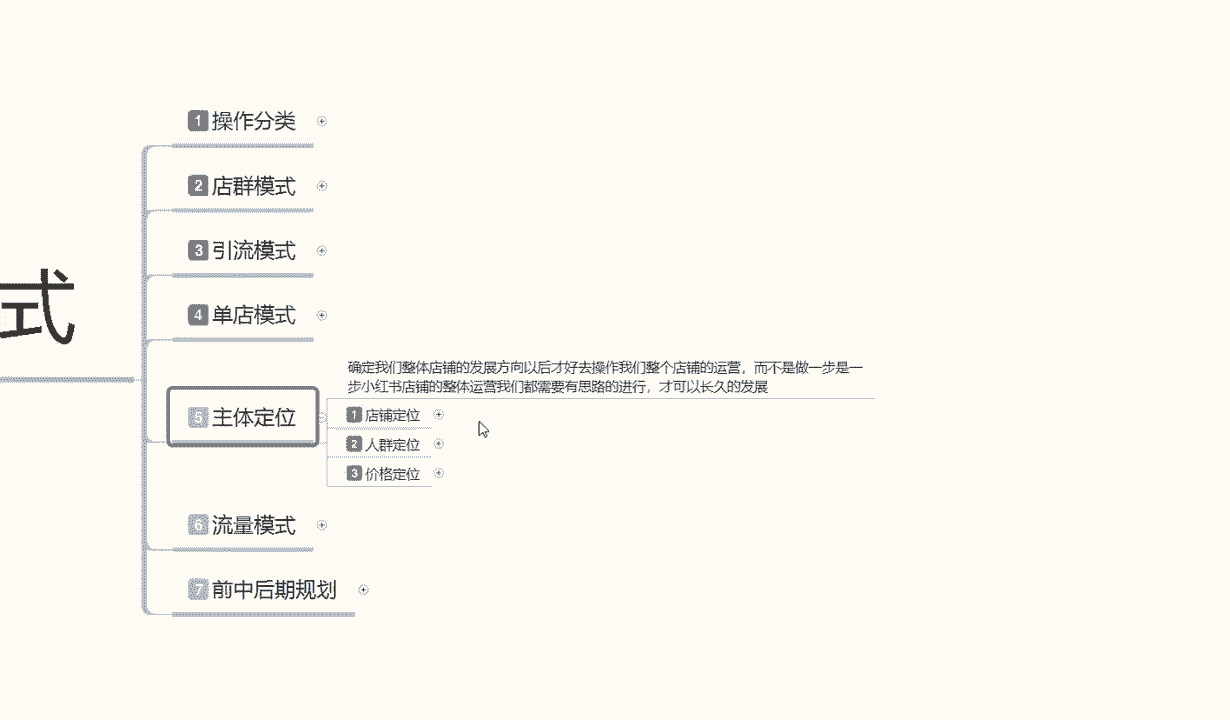 1 操作分类
2 店群模式
3 引流模式
式
4 单店模式
确定我们整体店铺的发展方向以后才好去操作我们整个店铺的运营，而不是做一步是一
步小红书店铺的整体运营我们都需要有思路的进行，才可以长久的发展
5 主体定位
1 店铺定位
2 人群定位
3 价格定位
6 流量模式
7 前中后期规划